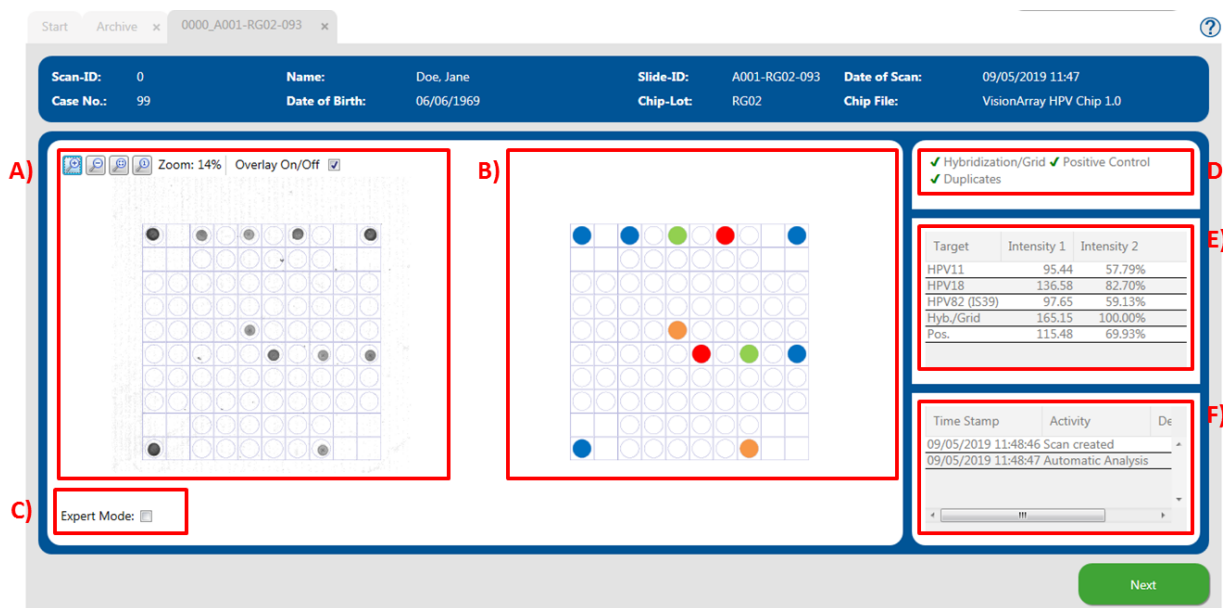 Start Archive × 0000_A001-RG02-093 ×
?
Scan-ID: 0 Name: Doe, Jane Slide-ID: A001-RG02-093 Date of Scan: 09/05/2019 11:47
Case No.: 99 Date of Birth: 06/06/1969 Chip-Lot: RG02 Chip File: VisionArray HPV Chip 1.0
A)
Zoom: 14% Overlay On/Off
B)
D
✓ Hybridization/Grid ✓ Positive Control
✓ Duplicates
E)
Target Intensity 1 Intensity 2
HPV11 95.44 57.79%
HPV18 136.58 82.70%
HPV82 (IS39) 97.65 59.13%
Hyb./Grid 165.15 100.00%
Pos. 115.48 69.93%
F)
Time Stamp Activity De
09/05/2019 11:48:46 Scan created
09/05/2019 11:48:47 Automatic Analysis
C)
Expert Mode:
Next